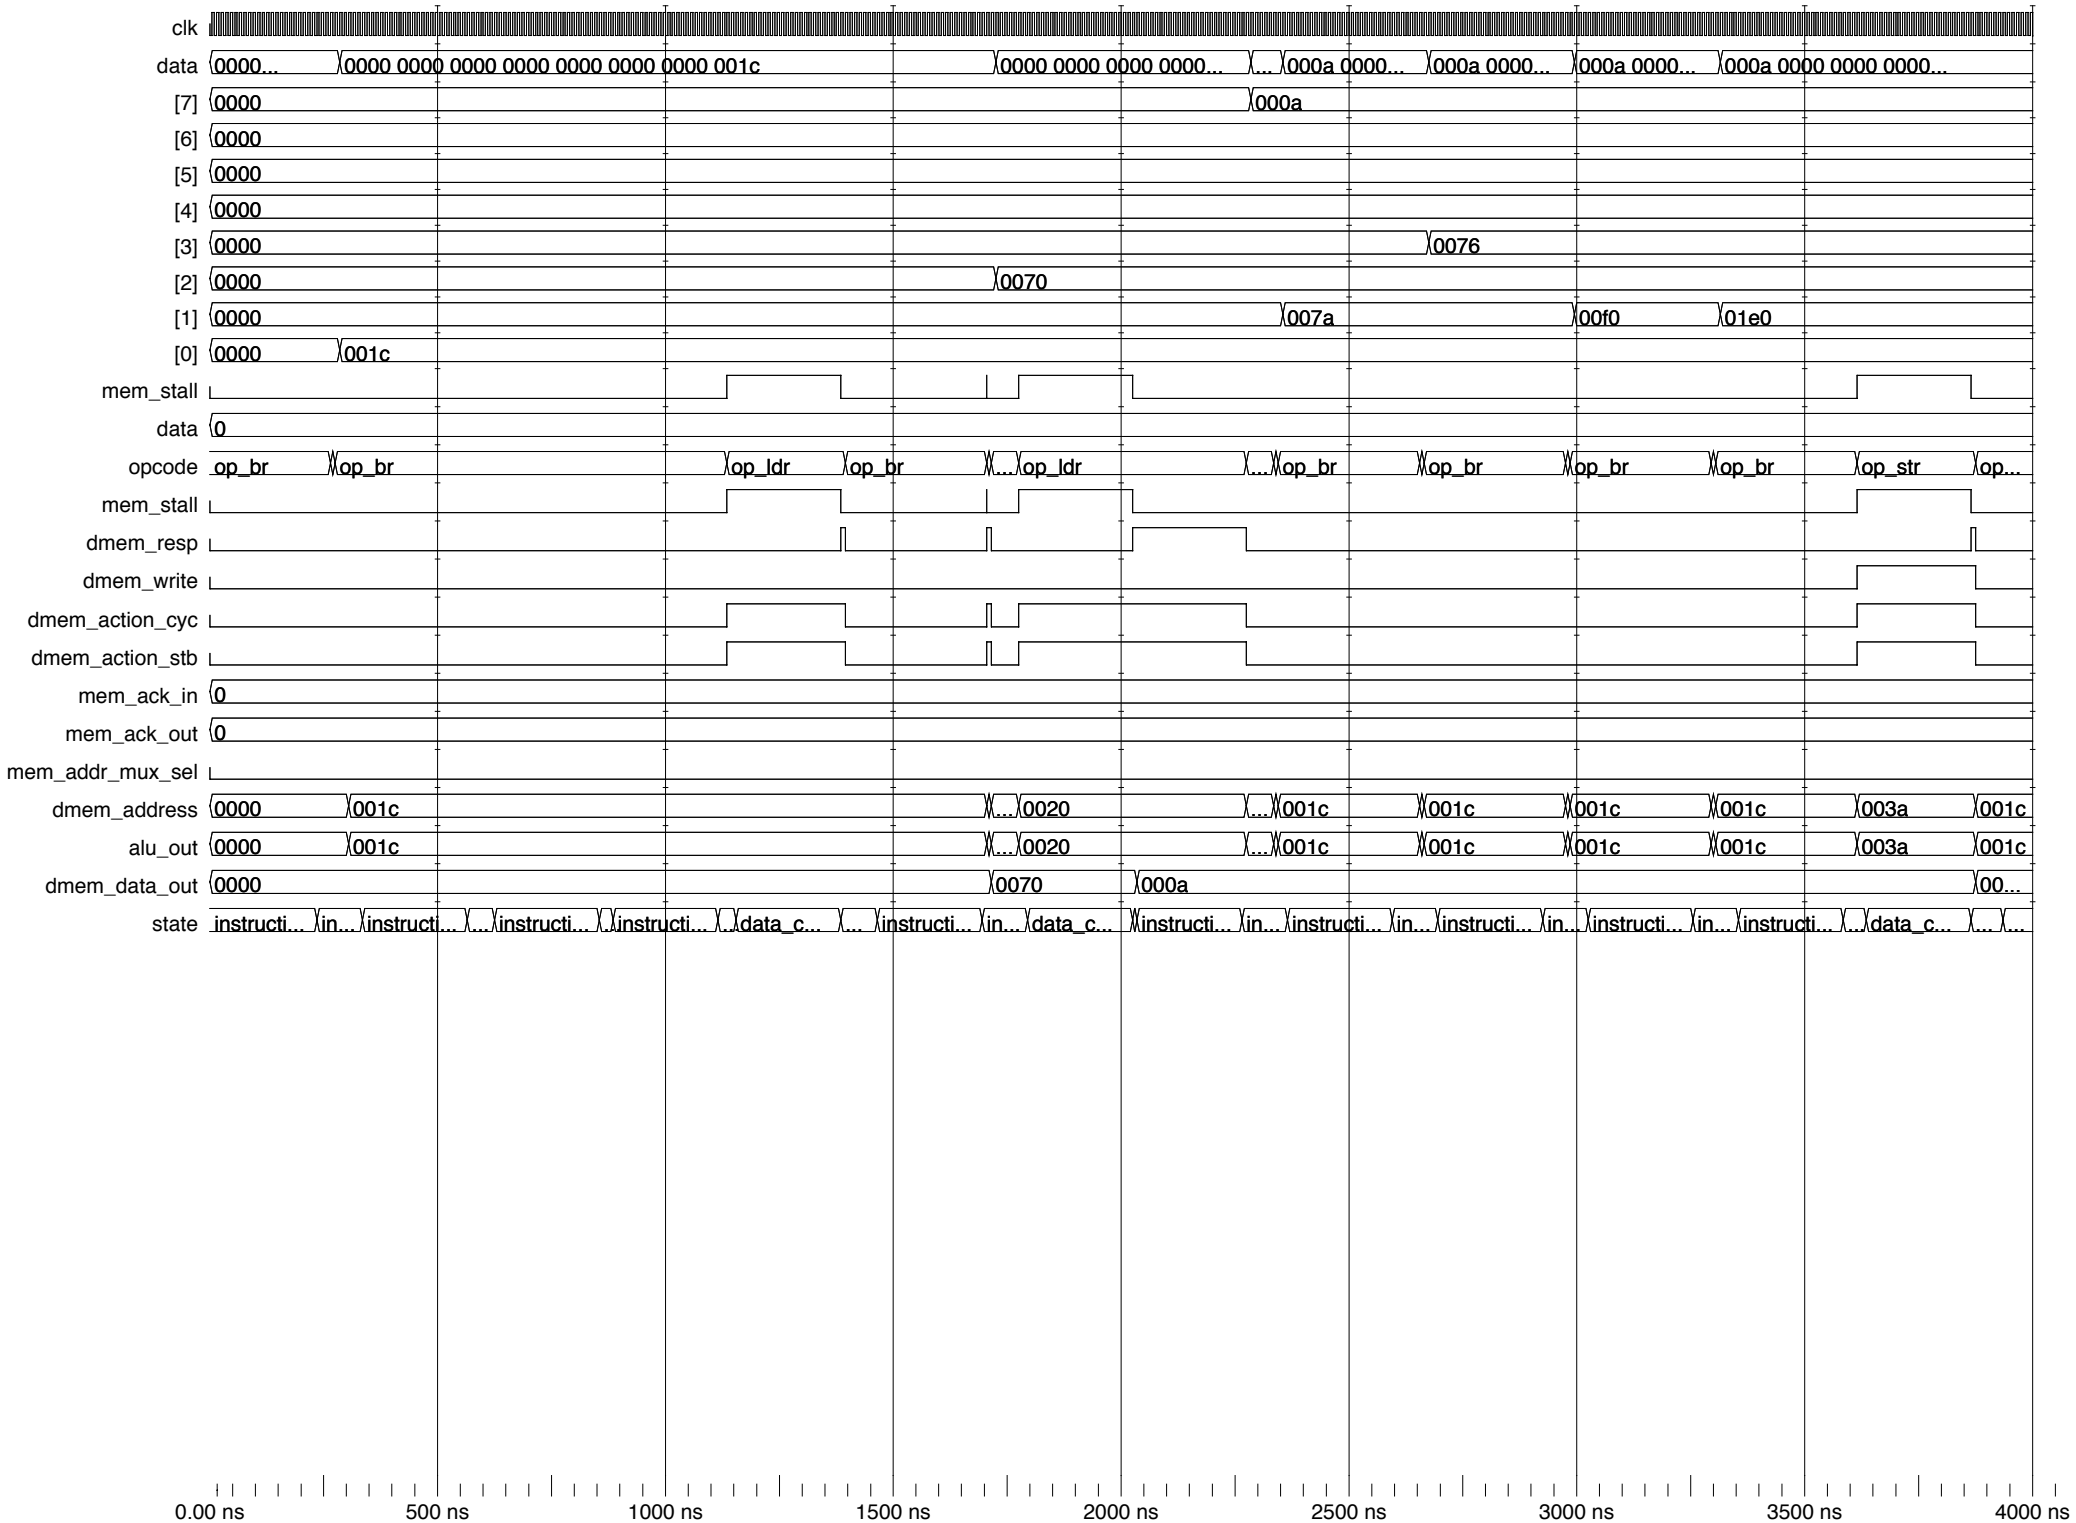 clk
data 0000... 0000 0000 0000 0000 0000 0000 0000 001c 0000 0000 0000 0000... ... 000a 0000... 000a 0000... 000a 0000... 000a 0000 0000 0000...
[7] 0000 000a
[6] 0000
[5] 0000
[4] 0000
[3] 0000 0076
[2] 0000 0070
[1] 0000 007a 00f0 01e0
[0] 0000 001c
mem_stall
data 0
opcode op_br op_br op_ldr op_br ... op_ldr ... op_br op_br op_br op_br op_str op...
mem_stall
dmem_resp
dmem_write
dmem_action_cyc
dmem_action_stb
mem_ack_in 0
mem_ack_out 0
mem_addr_mux_sel
dmem_address 0000 001c ... 0020 ... 001c 001c 001c 001c 003a 001c
alu_out 0000 001c ... 0020 ... 001c 001c 001c 001c 003a 001c
dmem_data_out 0000 0070 000a 00...
state instructi... in... instructi... ... instructi... . instructi... .. data_c... ... instructi... in... data_c... instructi... in... instructi... in... instructi... in... instructi... in... instructi... ... data_c... ... ...
0.00 ns 500 ns 1000 ns 1500 ns 2000 ns 2500 ns 3000 ns 3500 ns 4000 ns